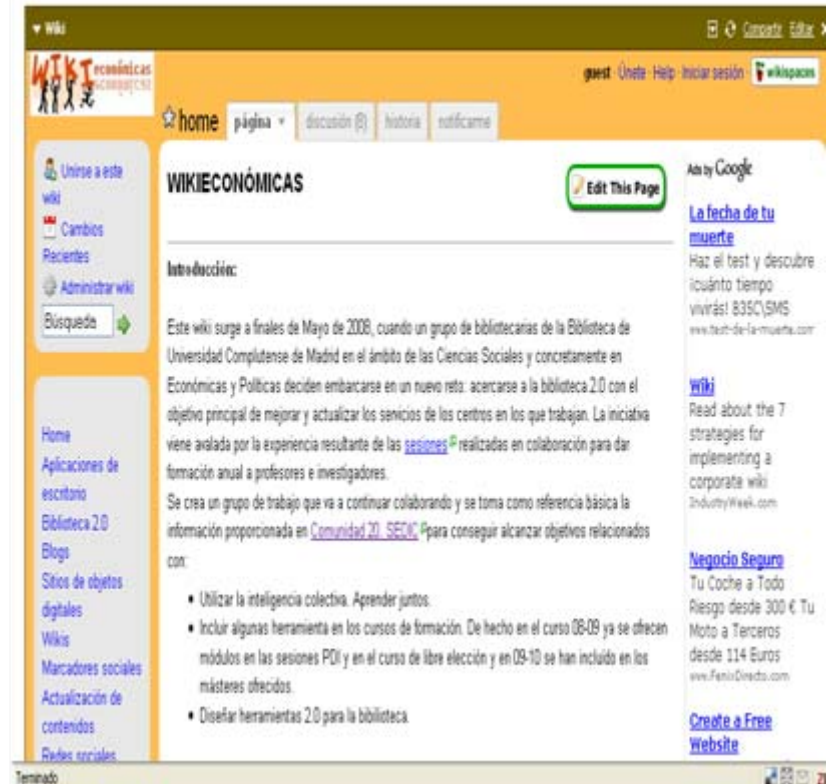 ▾ Wiki
Compartir Editar X
WIKI económicas
guest · Únete · Help · Iniciar sesión · wikispaces
home página discusión (8) historia notificarme
Unirse a este
wiki
Cambios
Recientes
Administrar wiki
Búsqueda
Home
Aplicaciones de
escritorio
Biblioteca 2.0
Blogs
Sitios de objetos
digitales
Wikis
Marcadores sociales
Actualización de
contenidos
Redes sociales
WIKIECONÓMICAS
Edit This Page
Introducción:
Este wiki surge a finales de Mayo de 2008, cuando un grupo de bibliotecarias de la Biblioteca de
Universidad Complutense de Madrid en el ámbito de las Ciencias Sociales y concretamente en
Económicas y Políticas deciden embarcarse en un nuevo reto: acercarse a la biblioteca 2.0 con el
objetivo principal de mejorar y actualizar los servicios de los centros en los que trabajan. La iniciativa
viene avalada por la experiencia resultante de las sesiones realizadas en colaboración para dar
formación anual a profesores e investigadores.
Se crea un grupo de trabajo que va a continuar colaborando y se toma como referencia básica la
información proporcionada en Comunidad 20. SEDIC para conseguir alcanzar objetivos relacionados
con:
• Utilizar la inteligencia colectiva. Aprender juntos.
• Incluir algunas herramienta en los cursos de formación. De hecho en el curso 08-09 ya se ofrecen
módulos en las sesiones PDI y en el curso de libre elección y en 09-10 se han incluído en los
másteres ofrecidos.
• Diseñar herramientas 2.0 para la bibilioteca.
Ads by Google
La fecha de tu
muerte
Haz el test y descubre
¡cuánto tiempo
vivirás! B35C\SMS
www.test-de-la-muerte.com
Wiki
Read about the 7
strategies for
implementing a
corporate wiki
IndustryWeek.com
Negocio Seguro
Tu Coche a Todo
Riesgo desde 300 € Tu
Moto a Terceros
desde 114 Euros
www.FenixDirecto.com
Create a Free
Website
Terminado